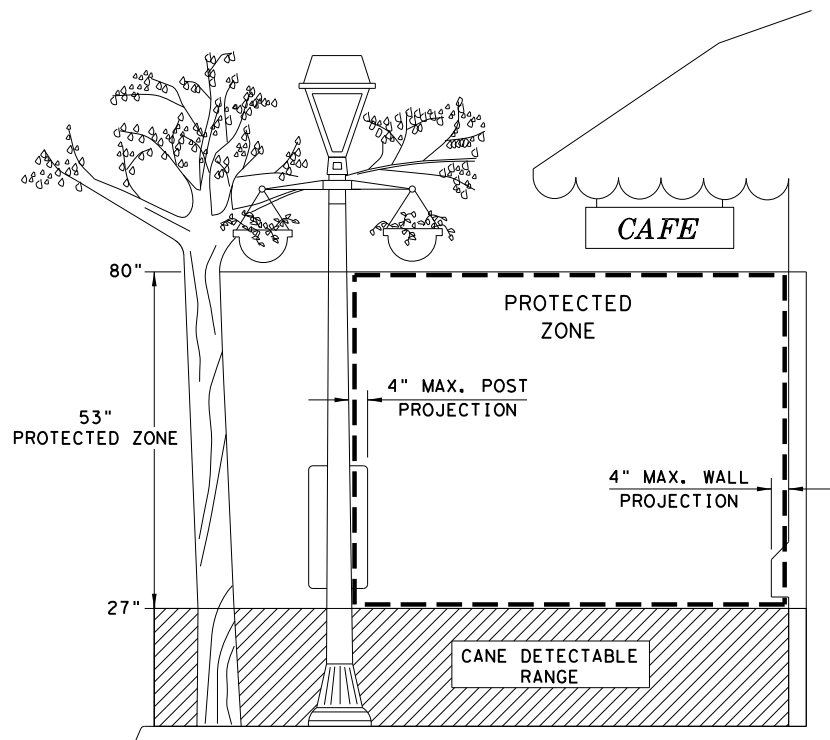 CAFE
80"
PROTECTED
ZONE
4" MAX. POST
PROJECTION
53"
PROTECTED ZONE
4" MAX. WALL
PROJECTION
27"
CANE DETECTABLE
RANGE